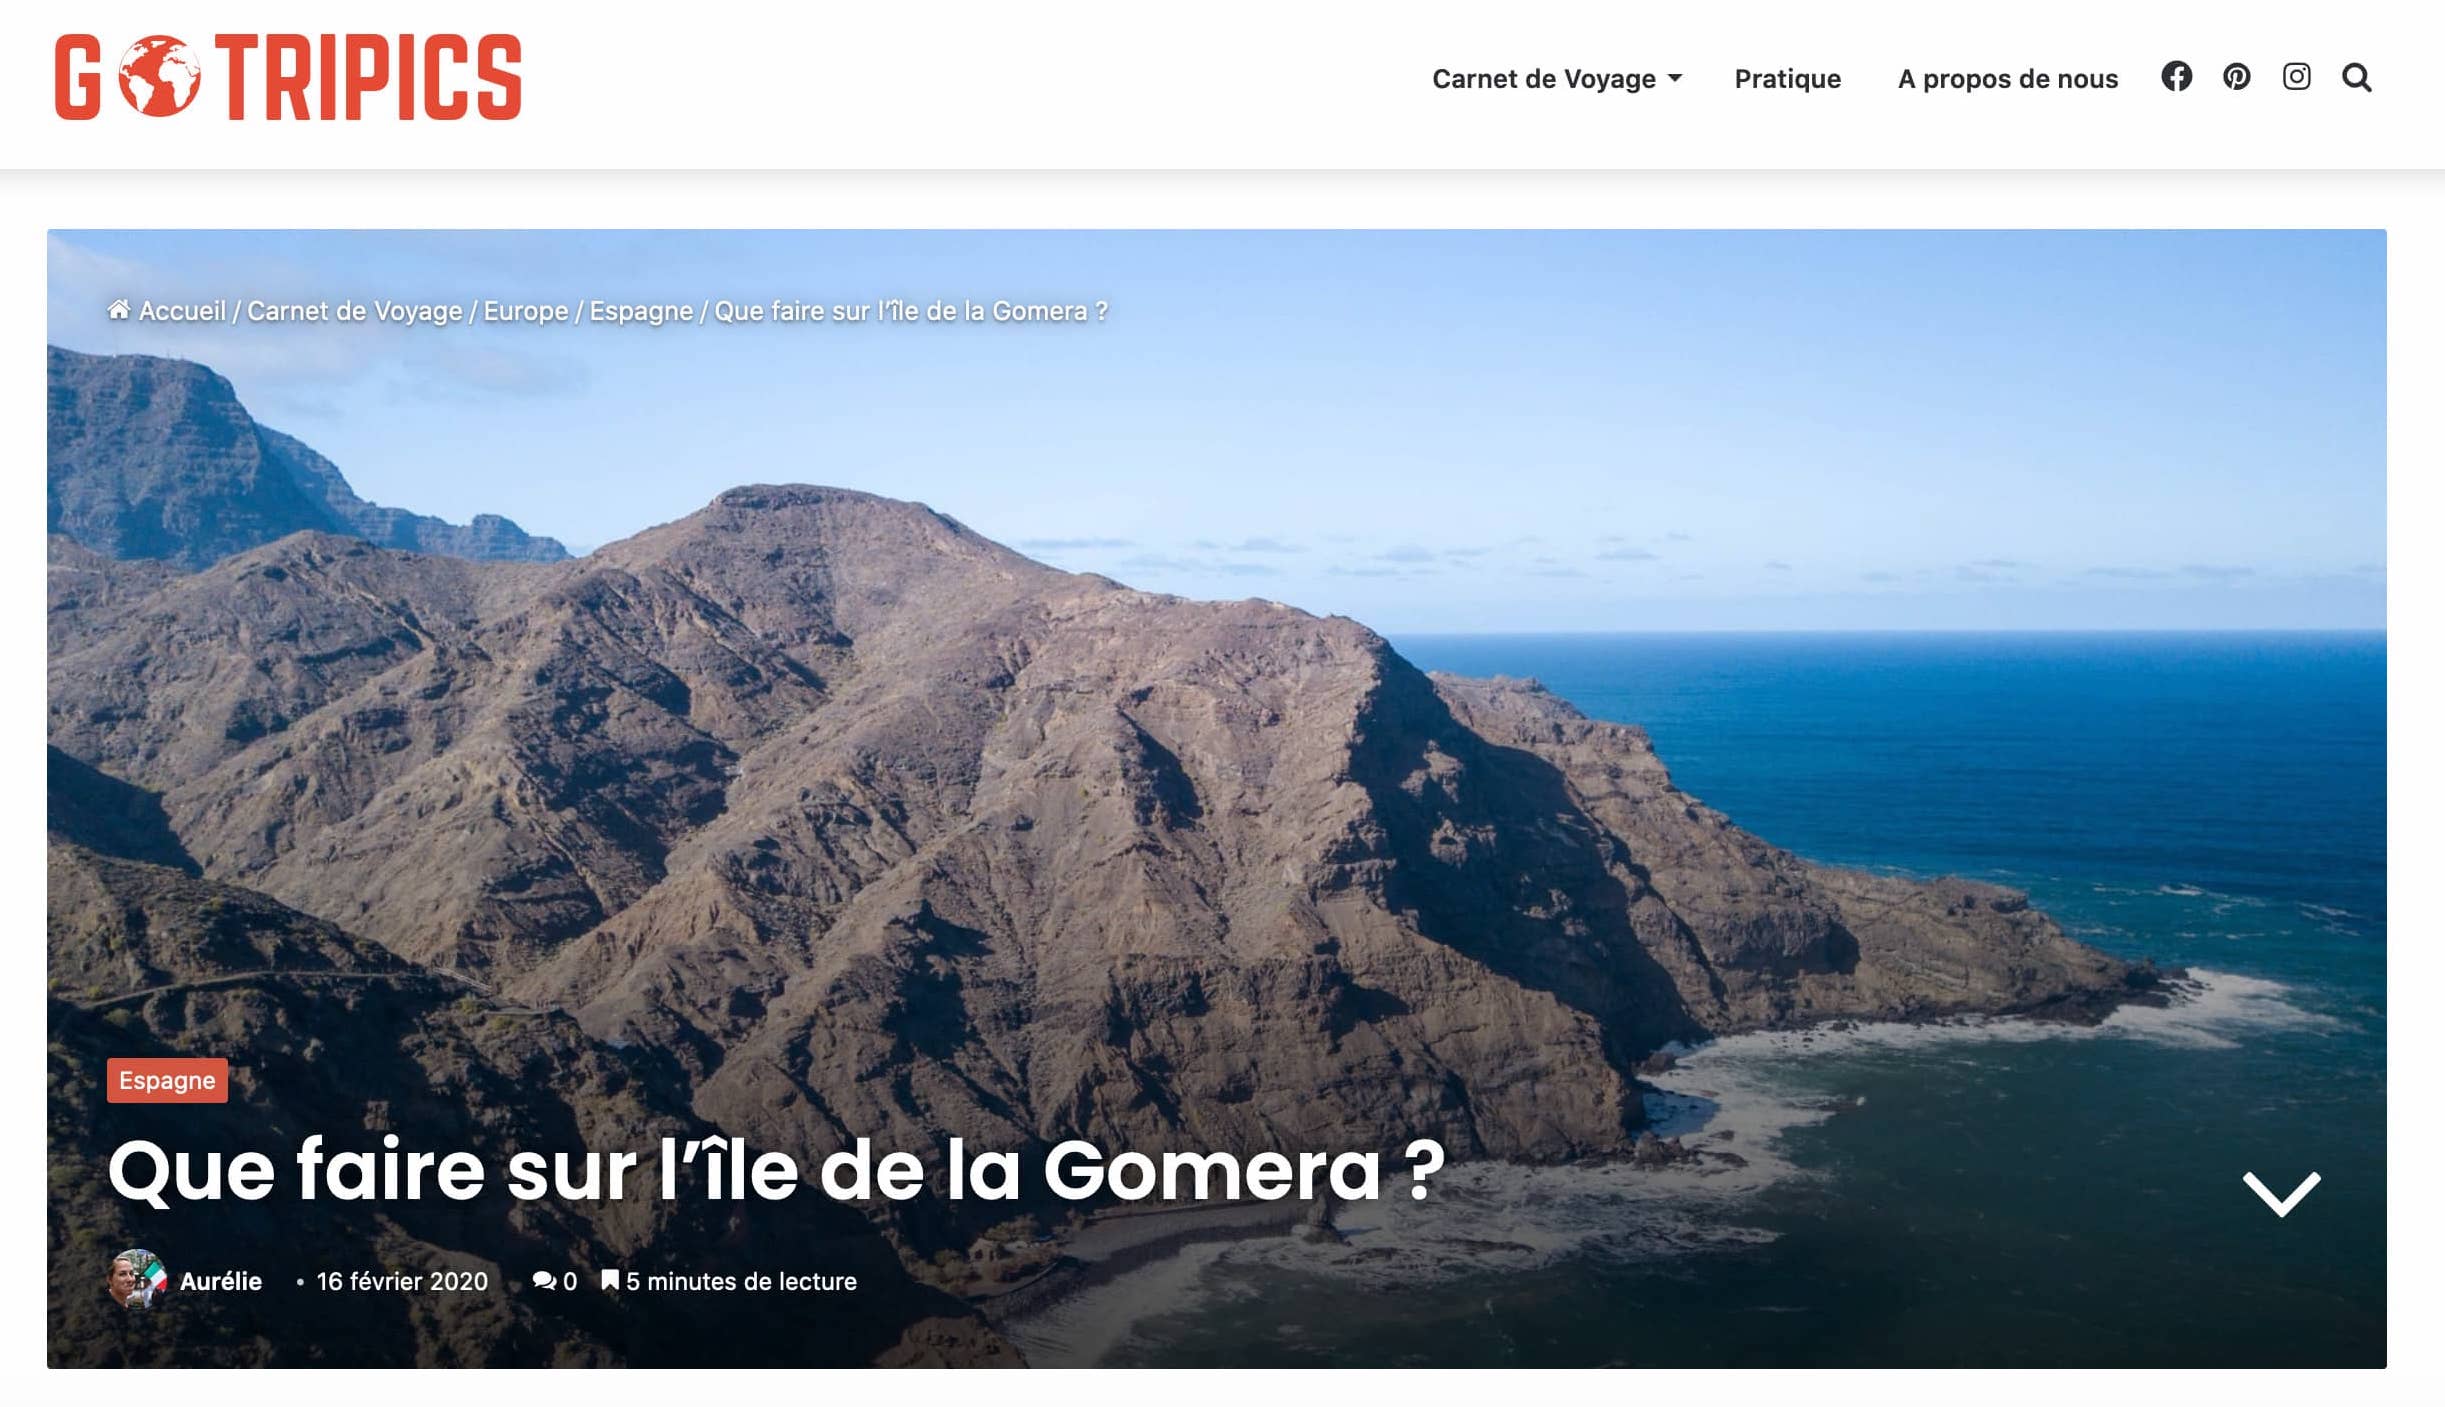 GOTRIPICS
Carnet de Voyage
Pratique
A propos de nous
Accueil / Carnet de Voyage / Europe / Espagne / Que faire sur l’île de la Gomera ?
Espagne
Que faire sur l’île de la Gomera ?
Aurélie • 16 février 2020 0 5 minutes de lecture